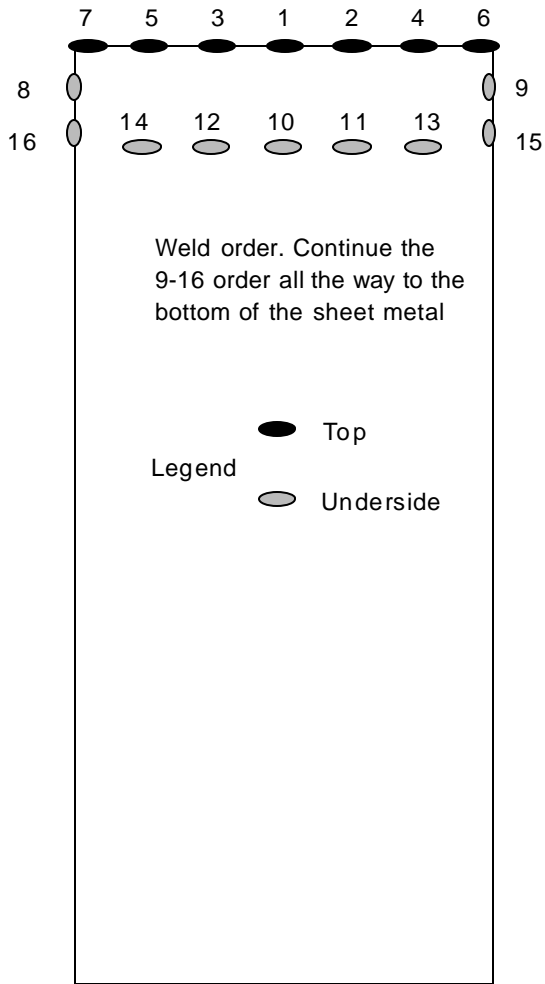 7 5 3 1 2 4 6
8 9
14 12 10 11 13
16 15
Weld order. Continue the
9-16 order all the way to the
bottom of the sheet metal
Top
Legend
Underside